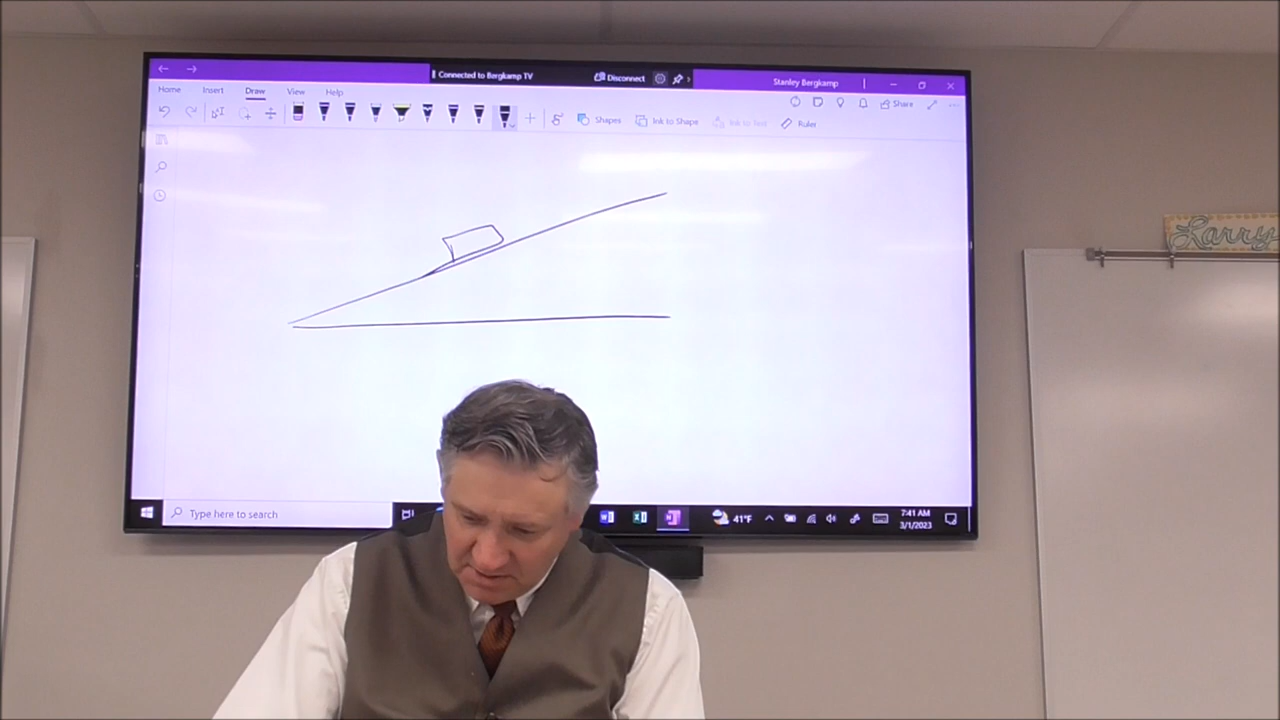 Connected to Bergkamp TV
Disconnect
Stanley Bergkamp
Home Insert Draw View Help
Share
Shapes Ink to Shape Ink to Text Ruler
Larry
Type here to search
41°F
7:41 AM
3/1/2023